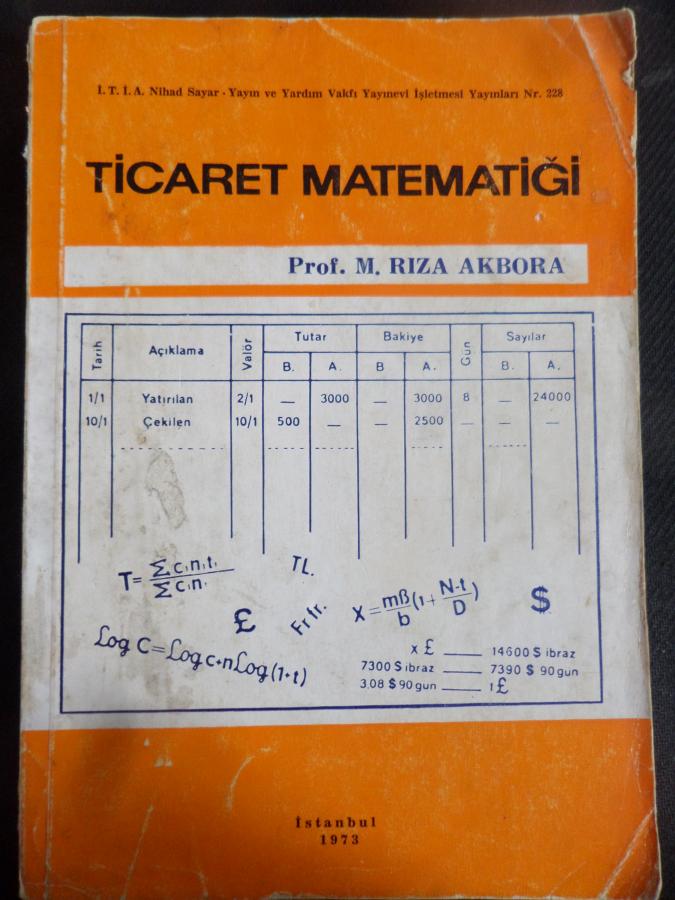 İ. T. İ. A. Nihad Sayar - Yayın ve Yardım Vakfı Yayınevi İşletmesi Yayınları Nr. 228
TİCARET MATEMATİĞİ
Prof. M. RIZA AKBORA
Tarih Açıklama Valör Tutar Bakiye Gün Sayılar
B. A. B A. B. A.
1/1 Yatırılan 2/1 — 3000 — 3000 8 — 24000
10/1 Çekilen 10/1 500 — — 2500 — — —
T= Σc₁n₁t₁ / Σc₁n₁
TL.
£
Fr fr.
X = mß/b (1 + N-t/D)
$
Log C = Log c+n Log (1+t)
x £ —— 14600 $ ibraz
7300 $ ibraz —— 7390 $ 90 gun
3.08 $ 90 gun —— 1 £
İstanbul
1973